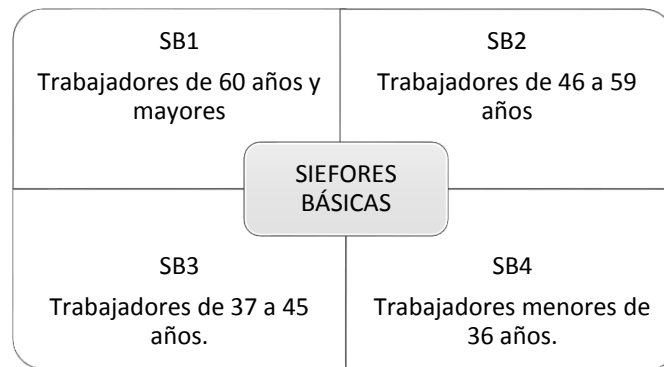 SB1
Trabajadores de 60 años y
mayores
SB2
Trabajadores de 46 a 59
años
SIEFORES
BÁSICAS
SB3
Trabajadores de 37 a 45
años.
SB4
Trabajadores menores de
36 años.